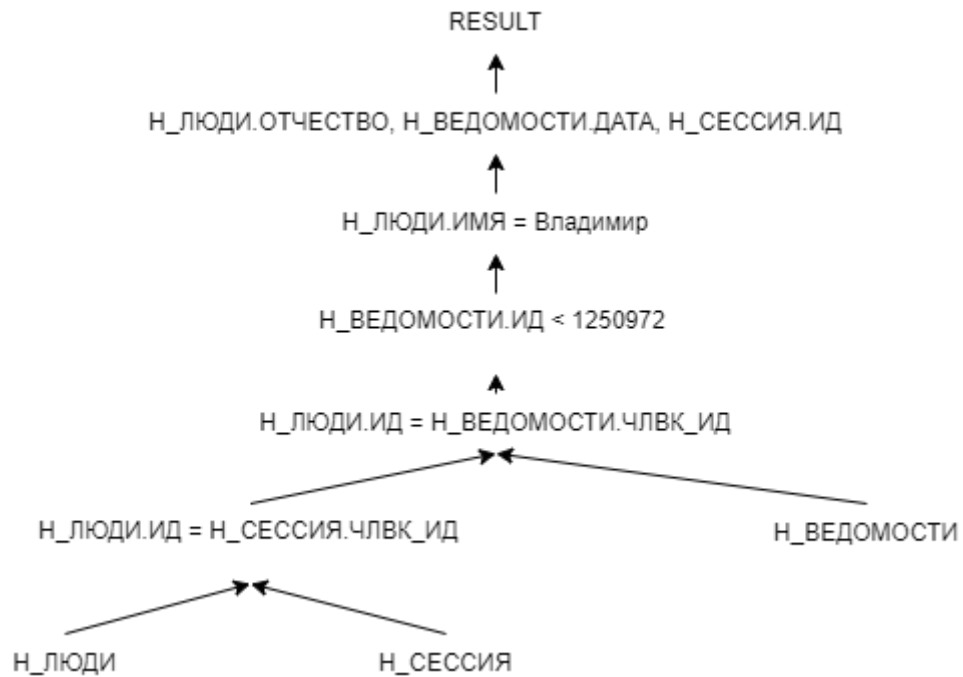 RESULT
Н_ЛЮДИ.ОТЧЕСТВО, Н_ВЕДОМОСТИ.ДАТА, Н_СЕССИЯ.ИД
Н_ЛЮДИ.ИМЯ = Владимир
Н_ВЕДОМОСТИ.ИД < 1250972
Н_ЛЮДИ.ИД = Н_ВЕДОМОСТИ.ЧЛВК_ИД
Н_ЛЮДИ.ИД = Н_СЕССИЯ.ЧЛВК_ИД
Н_ВЕДОМОСТИ
Н_ЛЮДИ
Н_СЕССИЯ